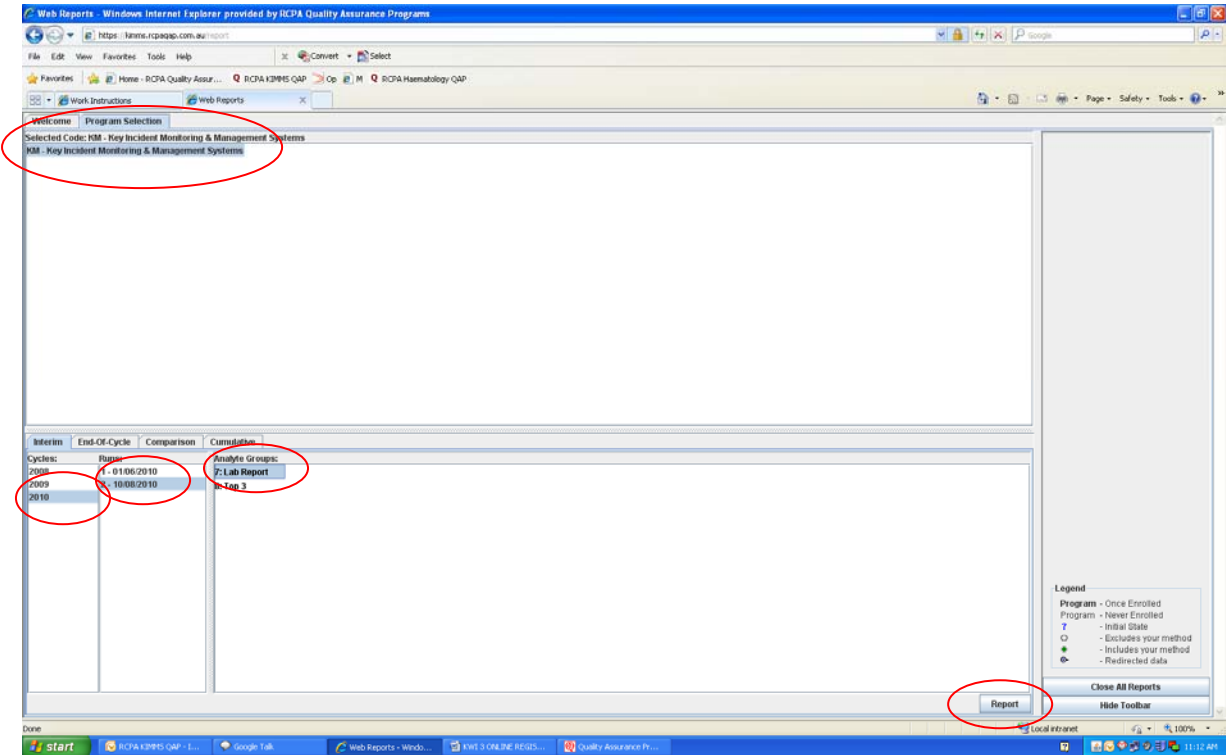 Web Reports - Windows Internet Explorer provided by RCPA Quality Assurance Programs
https://kimms.rcpaqap.com.au/report
Google
File Edit View Favorites Tools Help
Convert Select
Favorites Home - RCPA Quality Assur... RCPA KIMMS QAP Op M RCPA Haematology QAP
Work Instructions Web Reports
Page Safety Tools
Welcome Program Selection
Selected Code: KM - Key Incident Monitoring & Management Systems
KM - Key Incident Monitoring & Management Systems
Interim End-Of-Cycle Comparison Cumulative
Cycles: Runs: Analyte Groups:
2008 1 - 01/06/2010 7: Lab Report
2009 2 - 10/08/2010 8: Top 3
2010
Legend
Program - Once Enrolled
Program - Never Enrolled
? - Initial State
- Excludes your method
- Includes your method
- Redirected data
Close All Reports
Report
Hide Toolbar
Done
Local intranet
100%
start
RCPA KIMMS QAP - I...
Google Talk
Web Reports - Windo...
KWI 3 ONLINE REGIS...
Quality Assurance Pr...
11:12 AM